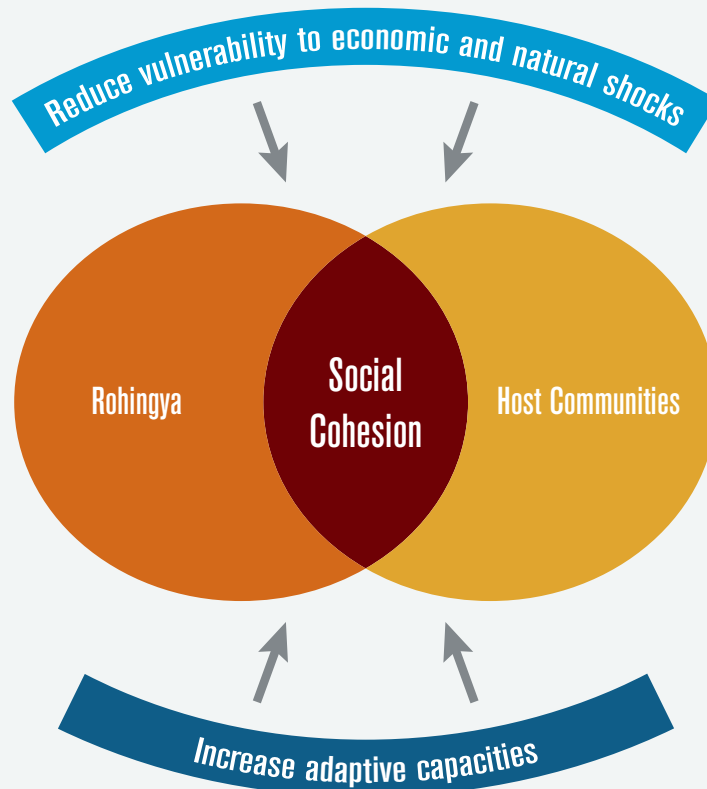 Reduce vulnerability to economic and natural shocks
Rohingya
Social
Cohesion
Host Communities
Increase adaptive capacities